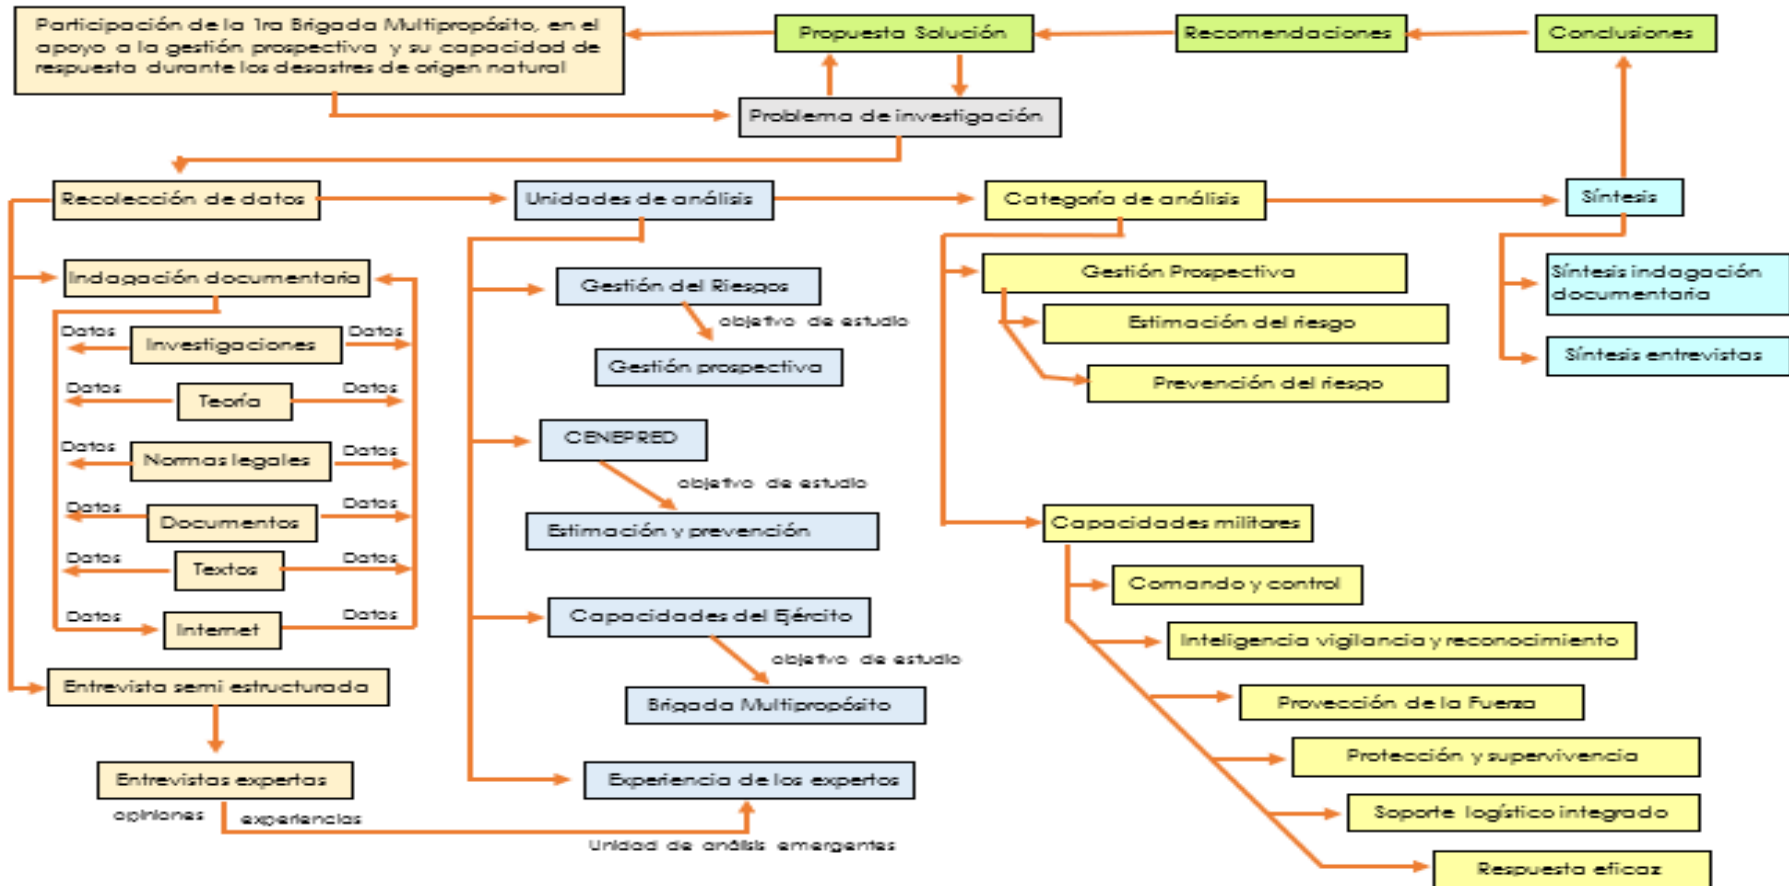 Participación de la 1ra Brigada Multipropósito, en el
apoyo a la gestión prospectiva y su capacidad de
respuesta durante los desastres de origen natural
Propuesta Solución
Recomendaciones
Conclusiones
Problema de investigación
Recolección de datos
Unidades de análisis
Categoría de análisis
Síntesis
Indagación documentaria
Datos
Investigaciones
Datos
Datos
Teoría
Datos
Datos
Normas legales
Datos
Datos
Documentos
Datos
Datos
Textos
Datos
Datos
Internet
Datos
Entrevista semi estructurada
Entrevistas expertas
opiniones
experiencias
Unidad de análisis emergentes
Gestión del Riesgos
objetivo de estudio
Gestión prospectiva
CENEPRED
objetivo de estudio
Estimación y prevención
Capacidades del Ejército
objetivo de estudio
Brigada Multipropósito
Experiencia de los expertos
Gestión Prospectiva
Estimación del riesgo
Prevención del riesgo
Capacidades militares
Comando y control
Inteligencia vigilancia y reconocimiento
Proyección de la Fuerza
Protección y supervivencia
Soporte logístico integrado
Respuesta eficaz
Síntesis indagación
documentaria
Síntesis entrevistas